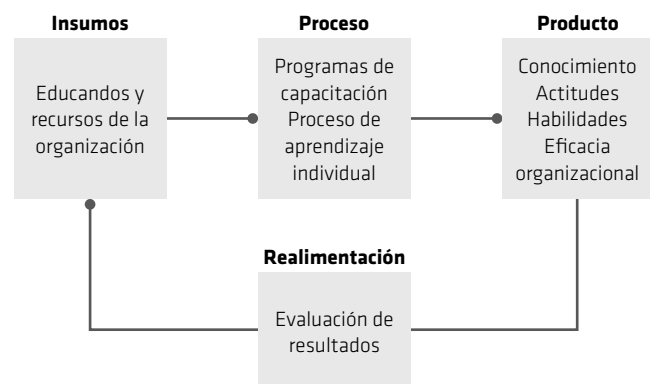 Insumos
Educandos y
recursos de la
organización
Proceso
Programas de
capacitación
Proceso de
aprendizaje
individual
Producto
Conocimiento
Actitudes
Habilidades
Eficacia
organizacional
Realimentación
Evaluación de
resultados